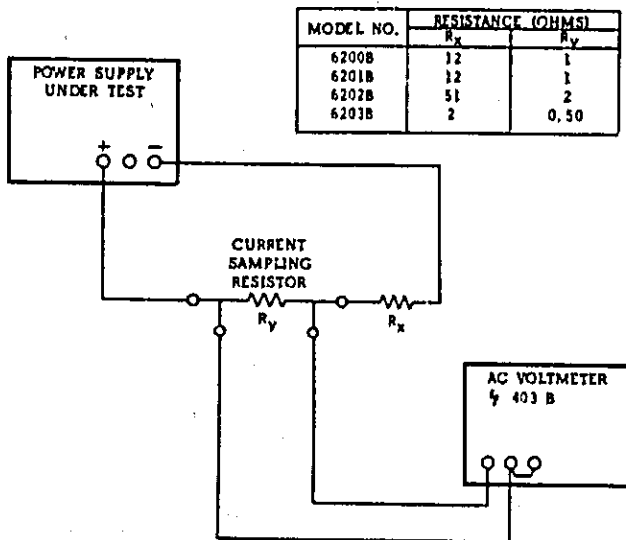 MODEL NO. RESISTANCE (OHMS)
Rx Ry
6200B 12 1
6201B 12 1
6202B 51 2
6203B 2 0.50
POWER SUPPLY
UNDER TEST
+ −
CURRENT
SAMPLING
RESISTOR
Ry
Rx
AC VOLTMETER
403 B